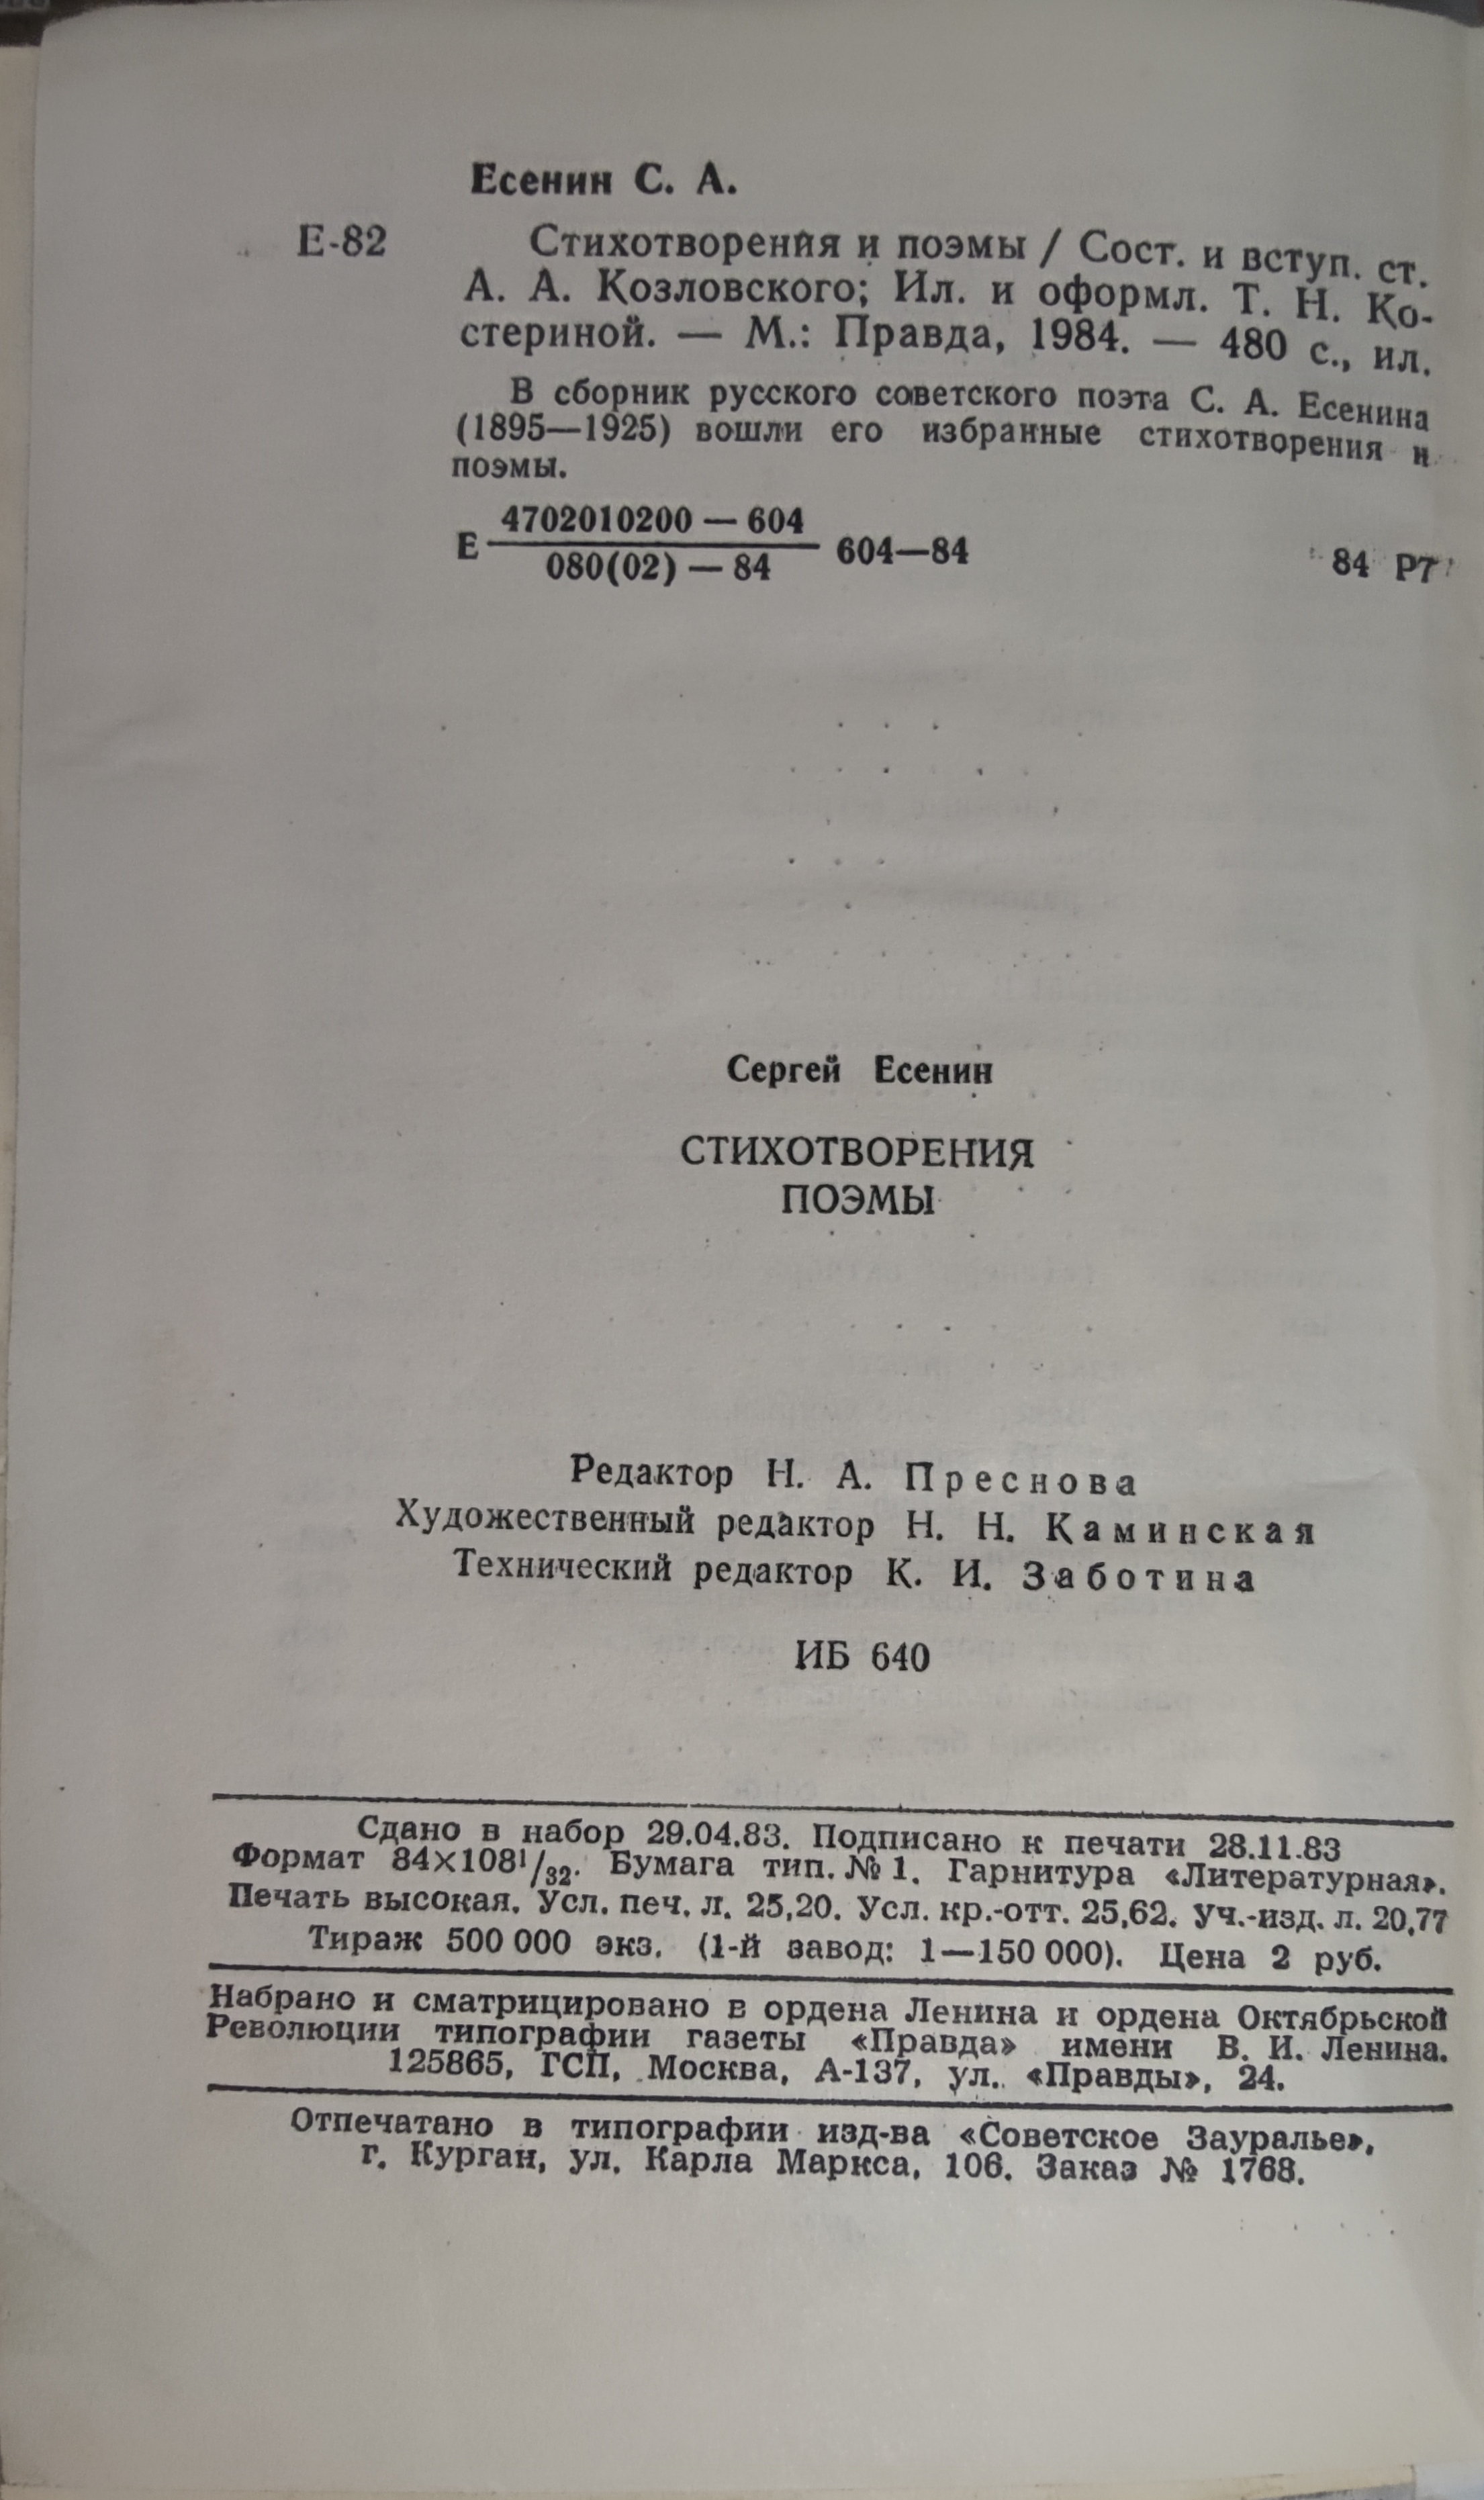 Есенин С. А.
Е-82 Стихотворения и поэмы / Сост. и вступ. ст.
А. А. Козловского; Ил. и оформл. Т. Н. Ко-
стериной. — М.: Правда, 1984. — 480 с., ил.
В сборник русского советского поэта С. А. Есенина
(1895—1925) вошли его избранные стихотворения и
поэмы.
4702010200 — 604
Е 604—84 84 Р7
080(02) — 84
Сергей Есенин
СТИХОТВОРЕНИЯ
ПОЭМЫ
Редактор Н. А. Преснова
Художественный редактор Н. Н. Каминская
Технический редактор К. И. Заботина
ИБ 640
Сдано в набор 29.04.83. Подписано к печати 28.11.83
Формат 84×108¹/₃₂. Бумага тип. № 1. Гарнитура «Литературная».
Печать высокая. Усл. печ. л. 25,20. Усл. кр.-отт. 25,62. Уч.-изд. л. 20,77
Тираж 500 000 экз. (1-й завод: 1—150 000). Цена 2 руб.
Набрано и сматрицировано в ордена Ленина и ордена Октябрьской
Революции типографии газеты «Правда» имени В. И. Ленина.
125865, ГСП, Москва, А-137, ул. «Правды», 24.
Отпечатано в типографии изд-ва «Советское Зауралье»,
г. Курган, ул. Карла Маркса, 106. Заказ № 1768.